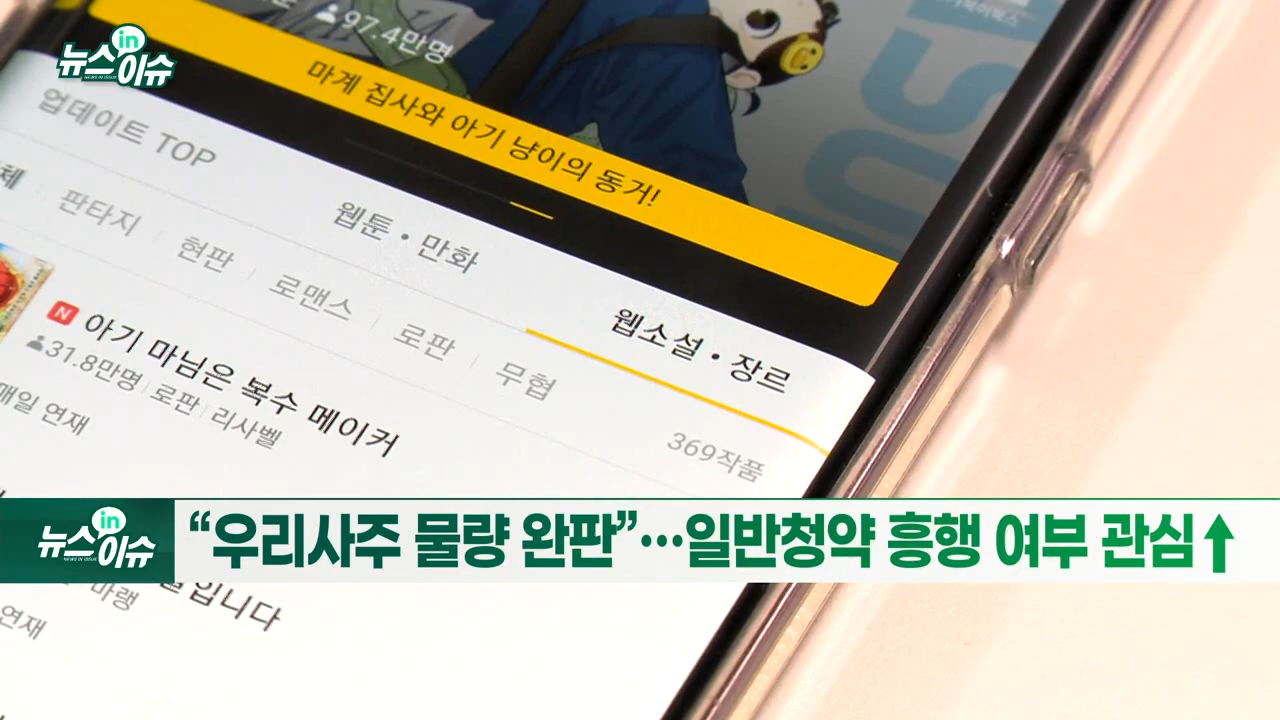 뉴스in이슈
97.4만명
마계 집사와 아기 냥이의 동거!
업데이트 TOP
웹툰 • 만화
웹소설 • 장르
판타지
현판
로맨스
로판
무협
369작품
N 아기 마님은 복수 메이커
31.8만명 로판 리사벨
매일 연재
뉴스in이슈
“우리사주 물량 완판”…일반청약 흥행 여부 관심↑
입니다
마랭
연재